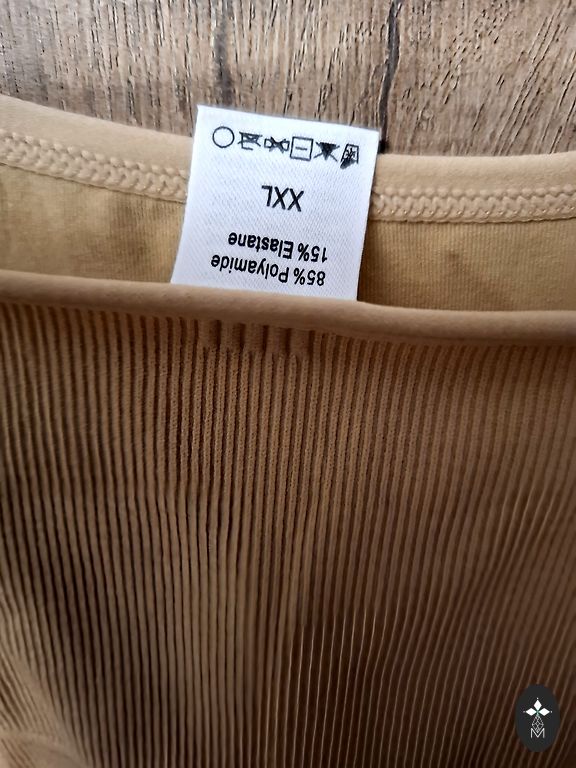 85% Polyamide
15% Elastane
XXL
M